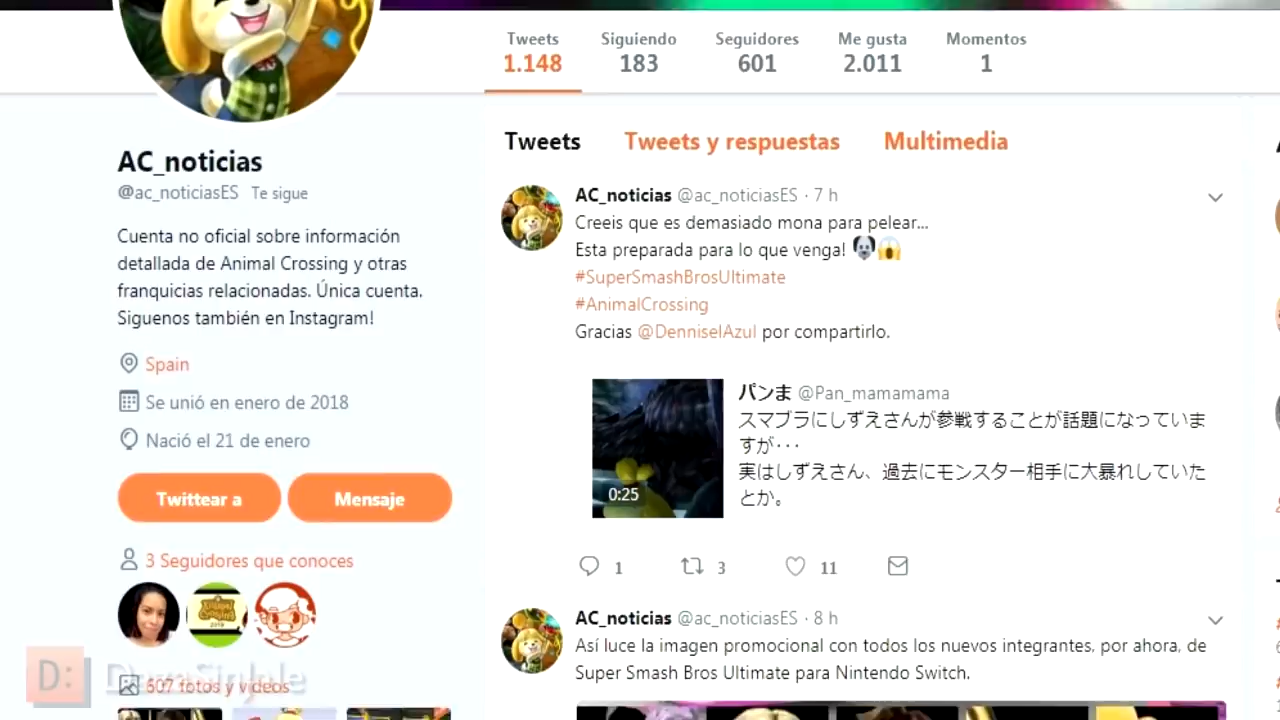 Tweets
Siguiendo
Seguidores
Me gusta
Momentos
1.148
183
601
2.011
1
Tweets
Tweets y respuestas
Multimedia
AC_noticias
@ac_noticiasES Te sigue
Cuenta no oficial sobre información
detallada de Animal Crossing y otras
franquicias relacionadas. Única cuenta.
Siguenos también en Instagram!
Spain
Se unió en enero de 2018
Nació el 21 de enero
Twittear a
Mensaje
3 Seguidores que conoces
607 fotos y videos
D:
AC_noticias @ac_noticiasES · 7 h
Creeis que es demasiado mona para pelear...
Esta preparada para lo que venga! 🐶😱
#SuperSmashBrosUltimate
#AnimalCrossing
Gracias @DenniselAzul por compartirlo.
0:25
パンま @Pan_mamamama
スマブラにしずえさんが参戦することが話題になっていま
すが･･･
実はしずえさん、過去にモンスター相手に大暴れしていた
とか。
1
3
11
AC_noticias @ac_noticiasES · 8 h
Así luce la imagen promocional con todos los nuevos integrantes, por ahora, de
Super Smash Bros Ultimate para Nintendo Switch.